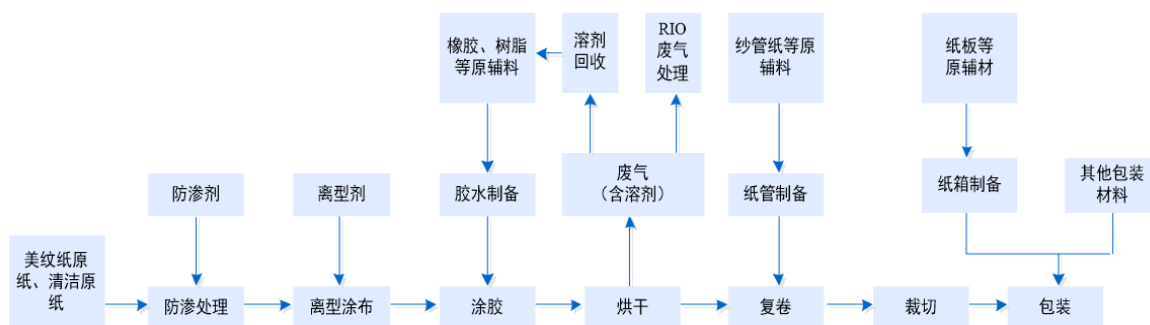 橡胶、树脂
等原辅料
溶剂
回收
RIO
废气
处理
纱管纸等原
辅料
纸板等
原辅材
防渗剂
离型剂
胶水制备
废气
（含溶剂）
纸管制备
纸箱制备
其他包装
材料
美纹纸原
纸、清洁原
纸
防渗处理
离型涂布
涂胶
烘干
复卷
裁切
包装